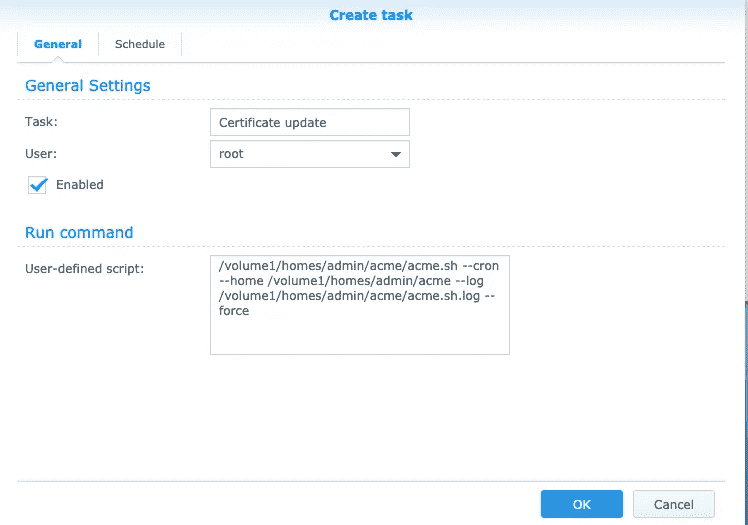 Create task
General
Schedule
General Settings
Task:
Certificate update
User:
root
Enabled
Run command
User-defined script:
/volume1/homes/admin/acme/acme.sh --cron
--home /volume1/homes/admin/acme --log
/volume1/homes/admin/acme/acme.sh.log --
force
OK
Cancel